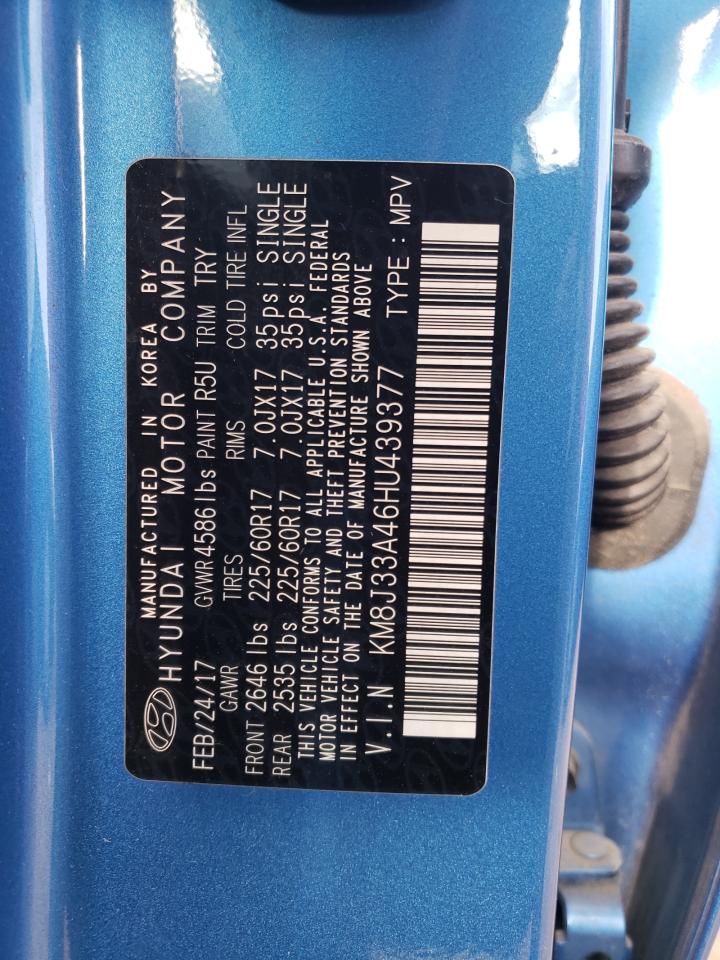 MANUFACTURED IN KOREA BY
HYUNDAI MOTOR COMPANY
FEB/24/17 GVWR 4586 lbs PAINT R5U TRIM TRY
GAWR TIRES RMS COLD TIRE INFL
FRONT 2646 lbs 225/60R17 7.0JX17 35psi SINGLE
REAR 2535 lbs 225/60R17 7.0JX17 35psi SINGLE
THIS VEHICLE CONFORMS TO ALL APPLICABLE U.S.A. FEDERAL
MOTOR VEHICLE SAFETY AND THEFT PREVENTION STANDARDS
IN EFFECT ON THE DATE OF MANUFACTURE SHOWN ABOVE
V.I.N KM8J33A46HU439377 TYPE : MPV